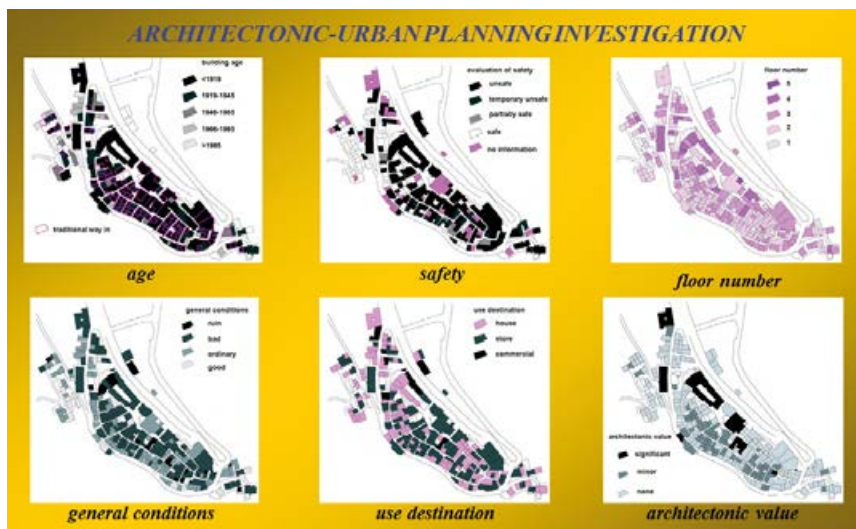 ARCHITECTONIC-URBAN PLANNING INVESTIGATION
building age
<1919
1919-1945
1946-1965
1966-1985
>1985
traditional way in
age
evaluation of safety
unsafe
temporary unsafe
partially safe
safe
no information
safety
floor number
5
4
3
2
1
floor number
general conditions
ruin
bad
ordinary
good
general conditions
use destination
house
store
commercial
use destination
architectonic value
significant
minor
none
architectonic value